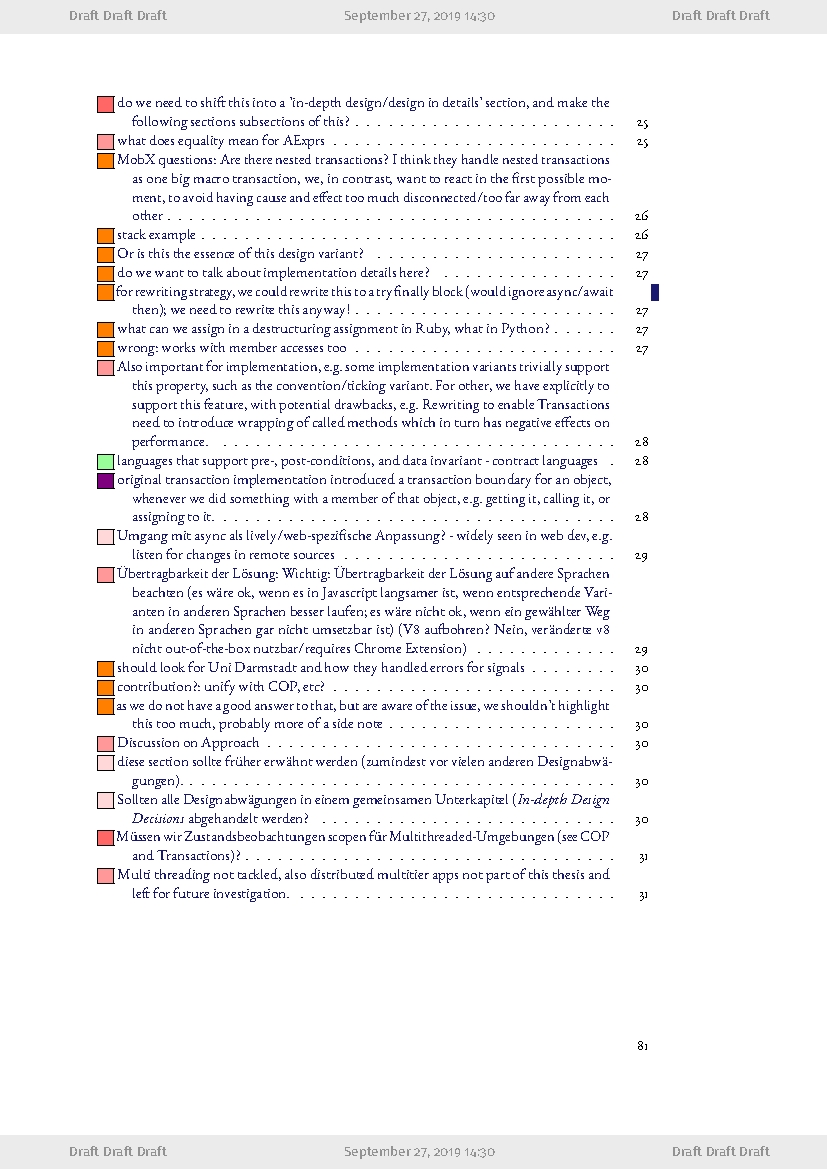 Draft Draft Draft September 27, 2019 14:30 Draft Draft Draft
do we need to shift this into a 'in-depth design/design in details' section, and make the
following sections subsections of this? . . . . . . . . . . . . . . . . . . . . . . . . 25
what does equality mean for AExprs . . . . . . . . . . . . . . . . . . . . . . . . . . 25
MobX questions: Are there nested transactions? I think they handle nested transactions
as one big macro transaction, we, in contrast, want to react in the first possible mo-
ment, to avoid having cause and effect too much disconnected/too far away from each
other . . . . . . . . . . . . . . . . . . . . . . . . . . . . . . . . . . . . . . . . . 26
stack example . . . . . . . . . . . . . . . . . . . . . . . . . . . . . . . . . . . . . . 26
Or is this the essence of this design variant? . . . . . . . . . . . . . . . . . . . . . . 27
do we want to talk about implementation details here? . . . . . . . . . . . . . . . . 27
for rewriting strategy, we could rewrite this to a try finally block (would ignore async/await
then); we need to rewrite this anyway! . . . . . . . . . . . . . . . . . . . . . . . . 27
what can we assign in a destructuring assignment in Ruby, what in Python? . . . . . . 27
wrong: works with member accesses too . . . . . . . . . . . . . . . . . . . . . . . . 27
Also important for implementation, e.g. some implementation variants trivially support
this property, such as the convention/ticking variant. For other, we have explicitly to
support this feature, with potential drawbacks, e.g. Rewriting to enable Transactions
need to introduce wrapping of called methods which in turn has negative effects on
performance. . . . . . . . . . . . . . . . . . . . . . . . . . . . . . . . . . . . . 28
languages that support pre-, post-conditions, and data invariant - contract languages . 28
original transaction implementation introduced a transaction boundary for an object,
whenever we did something with a member of that object, e.g. getting it, calling it, or
assigning to it. . . . . . . . . . . . . . . . . . . . . . . . . . . . . . . . . . . . . 28
Umgang mit async als lively/web-spezifische Anpassung? - widely seen in web dev, e.g.
listen for changes in remote sources . . . . . . . . . . . . . . . . . . . . . . . . . 29
Übertragbarkeit der Lösung: Wichtig: Übertragbarkeit der Lösung auf andere Sprachen
beachten (es wäre ok, wenn es in Javascript langsamer ist, wenn entsprechende Vari-
anten in anderen Sprachen besser laufen; es wäre nicht ok, wenn ein gewählter Weg
in anderen Sprachen gar nicht umsetzbar ist) (V8 aufbohren? Nein, veränderte v8
nicht out-of-the-box nutzbar/requires Chrome Extension) . . . . . . . . . . . . . 29
should look for Uni Darmstadt and how they handled errors for signals . . . . . . . . 30
contribution?: unify with COP, etc? . . . . . . . . . . . . . . . . . . . . . . . . . . 30
as we do not have a good answer to that, but are aware of the issue, we shouldn't highlight
this too much, probably more of a side note . . . . . . . . . . . . . . . . . . . . . 30
Discussion on Approach . . . . . . . . . . . . . . . . . . . . . . . . . . . . . . . . 30
diese section sollte früher erwähnt werden (zumindest vor vielen anderen Designabwä-
gungen). . . . . . . . . . . . . . . . . . . . . . . . . . . . . . . . . . . . . . . . 30
Sollten alle Designabwägungen in einem gemeinsamen Unterkapitel (In-depth Design
Decisions abgehandelt werden? . . . . . . . . . . . . . . . . . . . . . . . . . . . 30
Müssen wir Zustandsbeobachtungen scopen für Multithreaded-Umgebungen (see COP
and Transactions)? . . . . . . . . . . . . . . . . . . . . . . . . . . . . . . . . . . 31
Multi threading not tackled, also distributed multitier apps not part of this thesis and
left for future investigation. . . . . . . . . . . . . . . . . . . . . . . . . . . . . . 31
81
Draft Draft Draft September 27, 2019 14:30 Draft Draft Draft